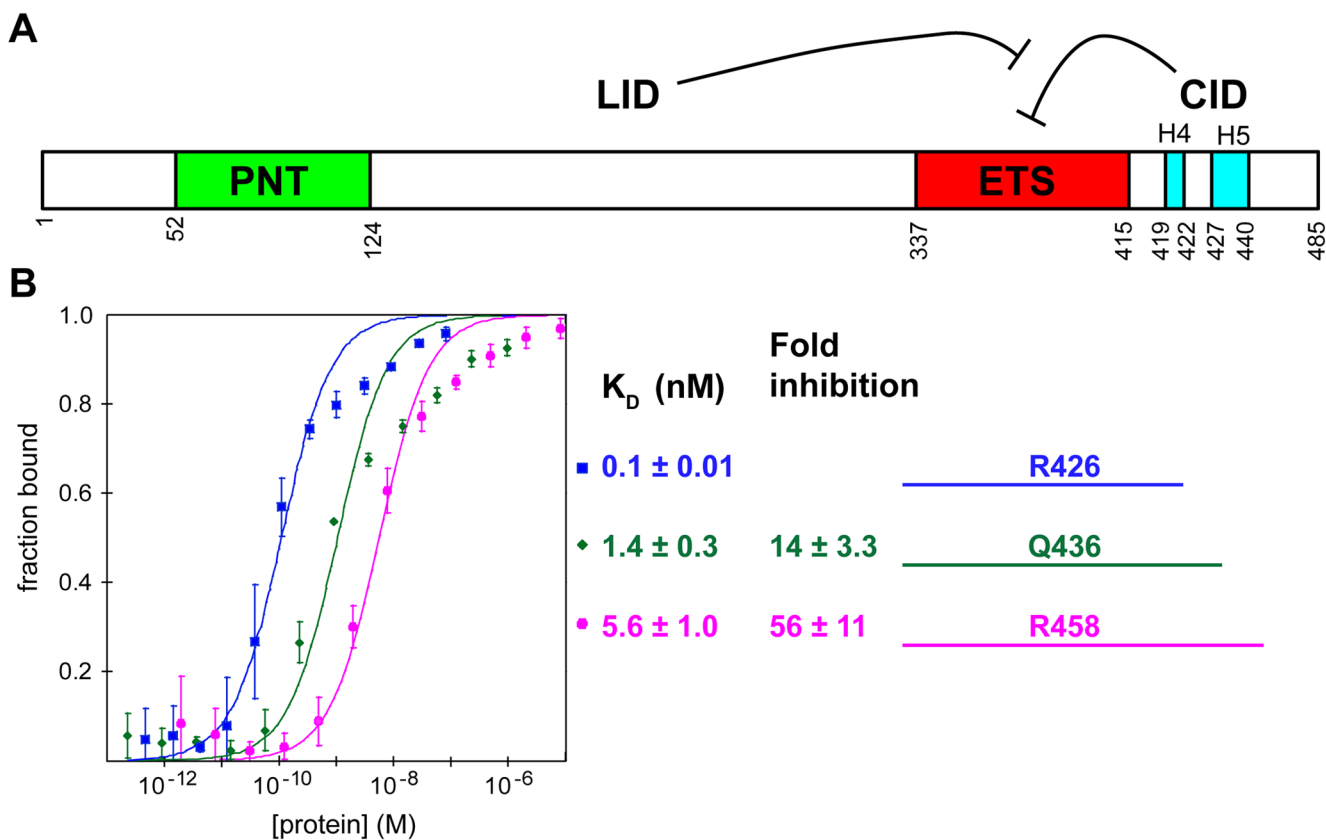 A
LID
CID
H4 H5
PNT
ETS
1 52 124 337 415 419 422 427 440 485
B
1.0
0.8
0.6
0.4
0.2
fraction bound
10⁻¹² 10⁻¹⁰ 10⁻⁸ 10⁻⁶
[protein] (M)
K_D (nM)
Fold
inhibition
0.1 ± 0.01 R426
1.4 ± 0.3 14 ± 3.3 Q436
5.6 ± 1.0 56 ± 11 R458